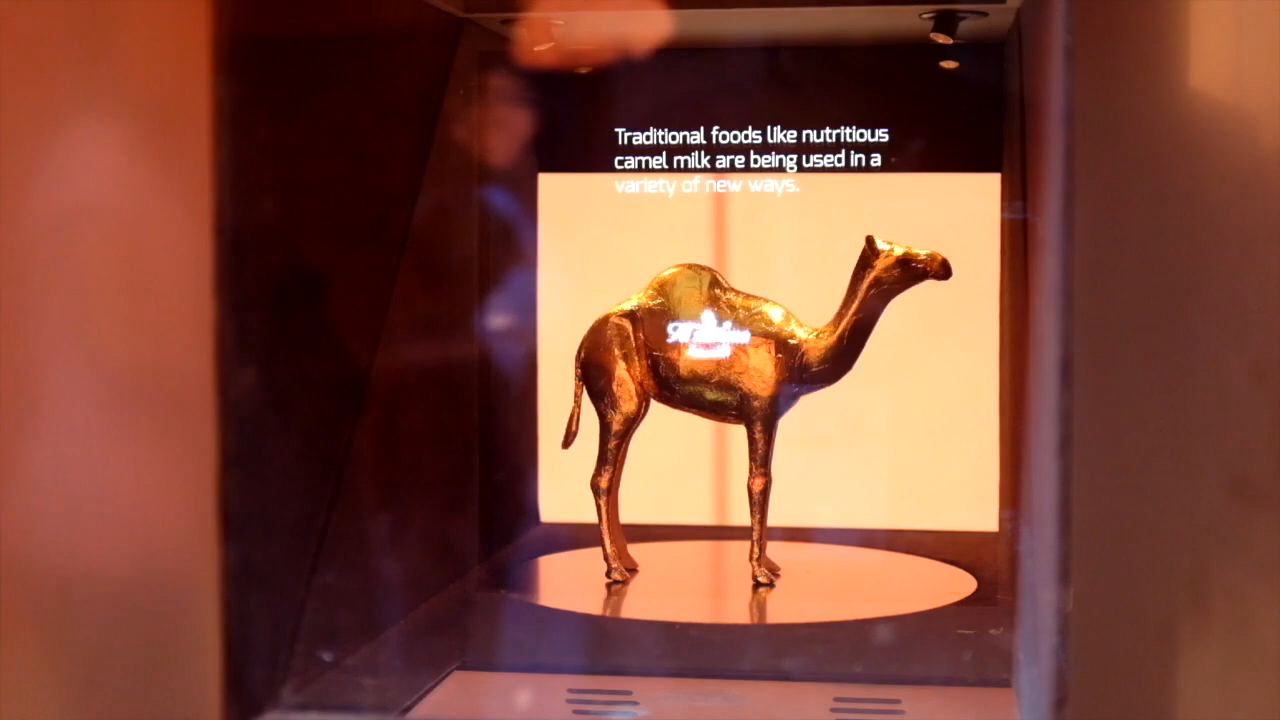 Traditional foods like nutritious
camel milk are being used in a
variety of new ways.